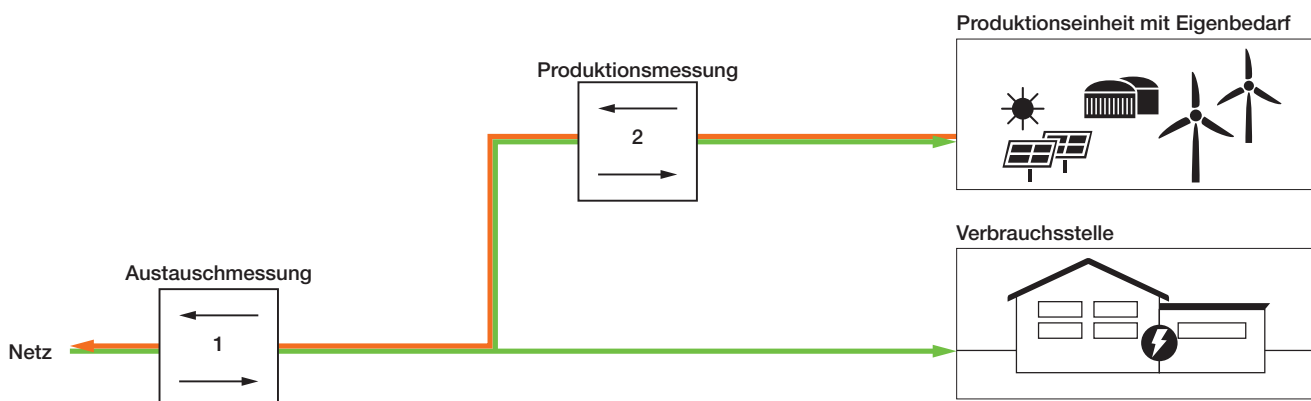 Produktionseinheit mit Eigenbedarf
Produktionsmessung
2
Verbrauchsstelle
Austauschmessung
1
Netz